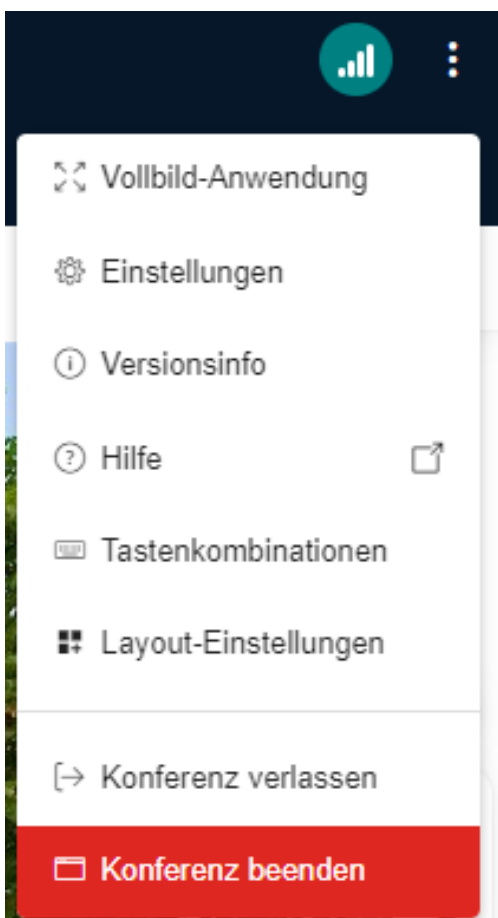 Vollbild-Anwendung
Einstellungen
Versionsinfo
Hilfe
Tastenkombinationen
Layout-Einstellungen
Konferenz verlassen
Konferenz beenden